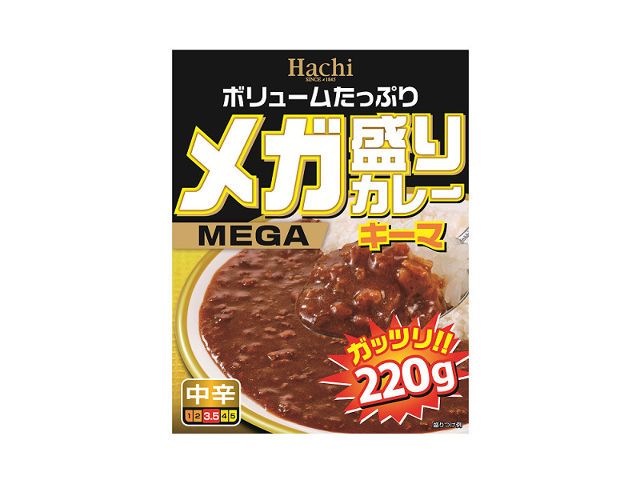 Hachi
SINCE 1845
ボリュームたっぷり
メガ盛り
カレー
MEGA
キーマ
ガッツリ!!
220g
中辛
1 2 3.5 4 5
盛りつけ例